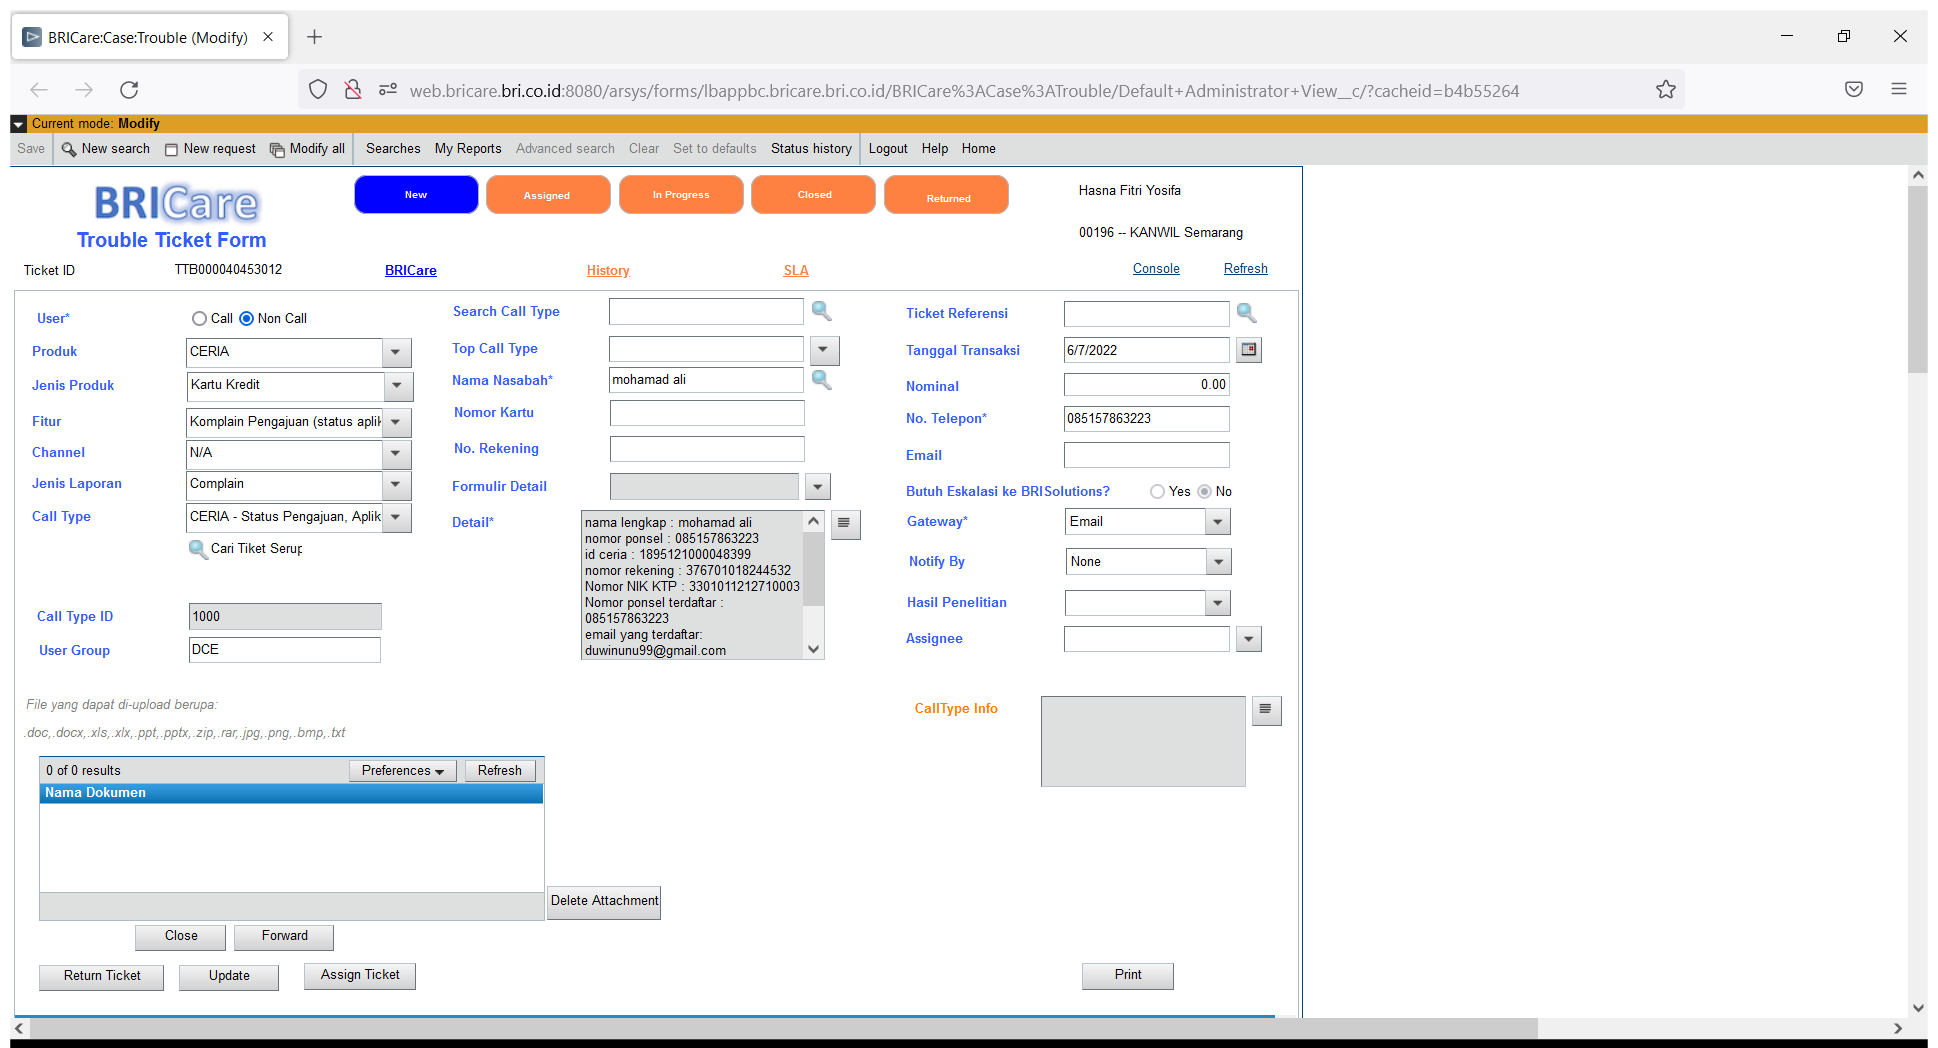 BRICare:Case:Trouble (Modify)
web.bricare.bri.co.id:8080/arsys/forms/lbappbc.bricare.bri.co.id/BRICare%3ACase%3ATrouble/Default+Administrator+View__c/?cacheid=b4b55264
Current mode: Modify
Save New search New request Modify all Searches My Reports Advanced search Clear Set to defaults Status history Logout Help Home
BRICare
Trouble Ticket Form
New Assigned In Progress Closed Returned
Hasna Fitri Yosifa
00196 -- KANWIL Semarang
Ticket ID TTB000040453012 BRICare History SLA Console Refresh
User* Call Non Call
Produk CERIA
Jenis Produk Kartu Kredit
Fitur Komplain Pengajuan (status aplik
Channel N/A
Jenis Laporan Complain
Call Type CERIA - Status Pengajuan, Aplik
Cari Tiket Serup
Call Type ID 1000
User Group DCE
Search Call Type
Top Call Type
Nama Nasabah* mohamad ali
Nomor Kartu
No. Rekening
Formulir Detail
Detail*
nama lengkap : mohamad ali
nomor ponsel : 085157863223
id ceria : 1895121000048399
nomor rekening : 376701018244532
Nomor NIK KTP : 3301011212710003
Nomor ponsel terdaftar :
085157863223
email yang terdaftar:
duwinunu99@gmail.com
Ticket Referensi
Tanggal Transaksi 6/7/2022
Nominal 0.00
No. Telepon* 085157863223
Email
Butuh Eskalasi ke BRISolutions? Yes No
Gateway* Email
Notify By None
Hasil Penelitian
Assignee
CallType Info
File yang dapat di-upload berupa:
.doc,.docx,.xls,.xlx,.ppt,.pptx,.zip,.rar,.jpg,.png,.bmp,.txt
0 of 0 results Preferences Refresh
Nama Dokumen
Delete Attachment
Close Forward
Return Ticket Update Assign Ticket Print